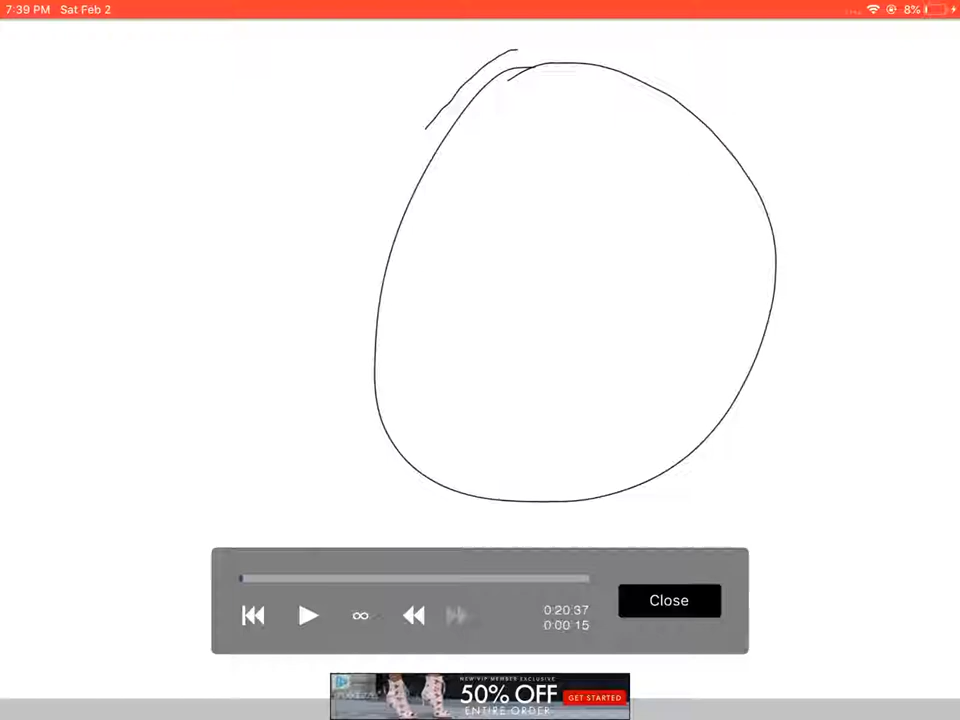 7:39 PM Sat Feb 2
8%
0:20:37
0:00:15
Close
NEW VIP MEMBER EXCLUSIVE
50% OFF
ENTIRE ORDER
GET STARTED